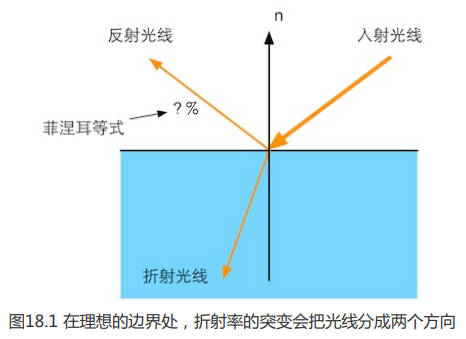 n
反射光线
入射光线
?%
菲涅耳等式
折射光线
图18.1 在理想的边界处，折射率的突变会把光线分成两个方向